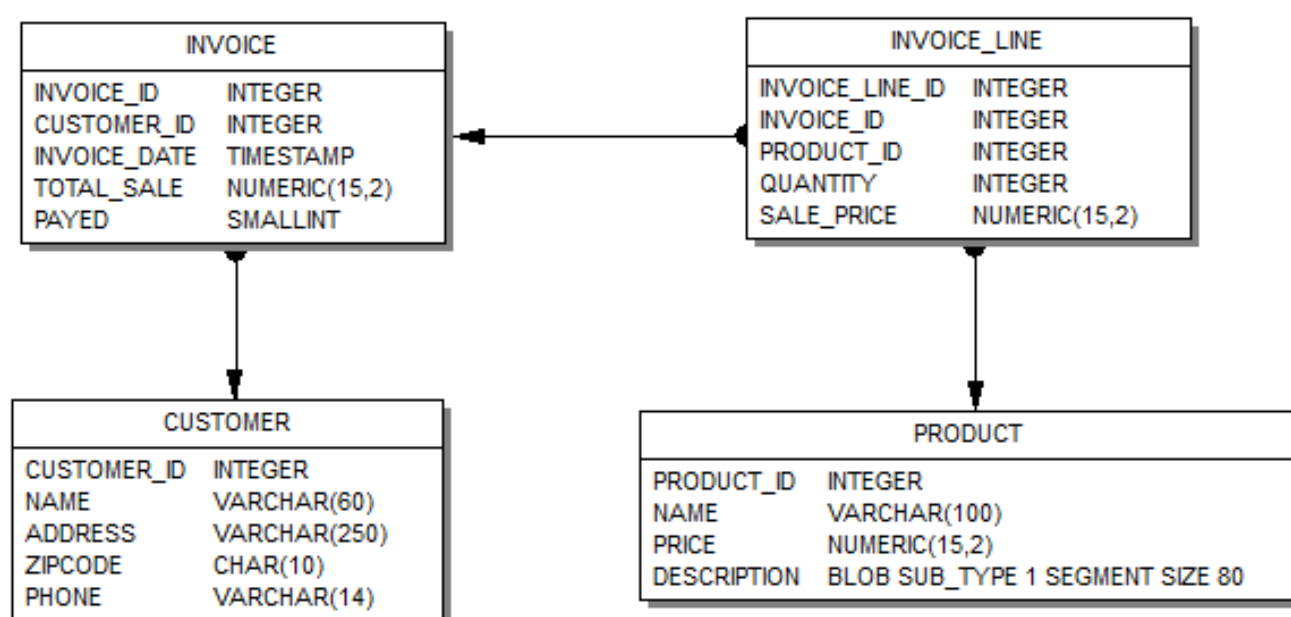 INVOICE
INVOICE_ID INTEGER
CUSTOMER_ID INTEGER
INVOICE_DATE TIMESTAMP
TOTAL_SALE NUMERIC(15,2)
PAYED SMALLINT
INVOICE_LINE
INVOICE_LINE_ID INTEGER
INVOICE_ID INTEGER
PRODUCT_ID INTEGER
QUANTITY INTEGER
SALE_PRICE NUMERIC(15,2)
CUSTOMER
CUSTOMER_ID INTEGER
NAME VARCHAR(60)
ADDRESS VARCHAR(250)
ZIPCODE CHAR(10)
PHONE VARCHAR(14)
PRODUCT
PRODUCT_ID INTEGER
NAME VARCHAR(100)
PRICE NUMERIC(15,2)
DESCRIPTION BLOB SUB_TYPE 1 SEGMENT SIZE 80